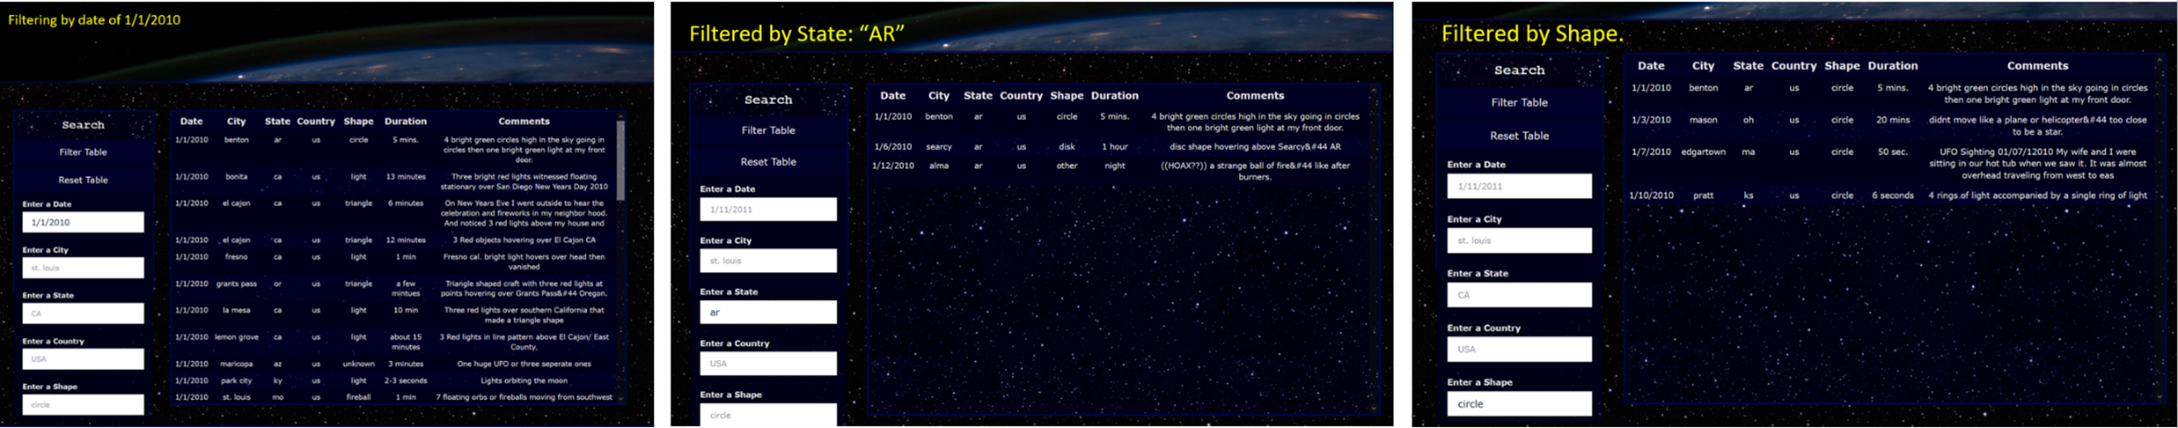 Filtering by date of 1/1/2010
Search
Filter Table
Reset Table
Enter a Date
1/1/2010
Enter a City
st. louis
Enter a State
CA
Enter a Country
USA
Enter a Shape
circle
Date City State Country Shape Duration Comments
1/1/2010 benton ar us circle 5 mins. 4 bright green circles high in the sky going in
circles then one bright green light at my front
door.
1/1/2010 bonita ca us light 13 minutes Three bright red lights witnessed floating
stationary over San Diego New Years Day 2010
1/1/2010 el cajon ca us triangle 6 minutes On New Years Eve I went outside to hear the
celebration and fireworks in my neighbor hood.
And noticed 3 red lights above my house and
1/1/2010 el cajon ca us triangle 12 minutes 3 Red objects hovering over El Cajon CA
1/1/2010 fresno ca us light 1 min Fresno cal. bright light hovers over head then
vanished
1/1/2010 grants pass or us triangle a few Triangle shaped craft with three red lights at
mintues points hovering over Grants Pass&#44 Oregon.
1/1/2010 la mesa ca us light 10 min Three red lights over southern California that
made a triangle shape
1/1/2010 lemon grove ca us light about 15 3 Red lights in line pattern above El Cajon/ East
minutes County.
1/1/2010 maricopa az us unknown 3 minutes One huge UFO or three seperate ones
1/1/2010 park city ky us light 2-3 seconds Lights orbiting the moon
1/1/2010 st. louis mo us fireball 1 min 7 floating orbs or fireballs moving from southwest
Filtered by State: “AR”
Search
Filter Table
Reset Table
Enter a Date
1/11/2011
Enter a City
st. louis
Enter a State
ar
Enter a Country
USA
Enter a Shape
circle
Date City State Country Shape Duration Comments
1/1/2010 benton ar us circle 5 mins. 4 bright green circles high in the sky going in circles
then one bright green light at my front door.
1/6/2010 searcy ar us disk 1 hour disc shape hovering above Searcy&#44 AR
1/12/2010 alma ar us other night ((HOAX??)) a strange ball of fire&#44 like after
burners.
Filtered by Shape.
Search
Filter Table
Reset Table
Enter a Date
1/11/2011
Enter a City
st. louis
Enter a State
CA
Enter a Country
USA
Enter a Shape
circle
Date City State Country Shape Duration Comments
1/1/2010 benton ar us circle 5 mins. 4 bright green circles high in the sky going in circles
then one bright green light at my front door.
1/3/2010 mason oh us circle 20 mins didnt move like a plane or helicopter&#44 too close
to be a star.
1/7/2010 edgartown ma us circle 50 sec. UFO Sighting 01/07/12010 My wife and I were
sitting in our hot tub when we saw it. It was almost
overhead traveling from west to eas
1/10/2010 pratt ks us circle 6 seconds 4 rings of light accompanied by a single ring of light